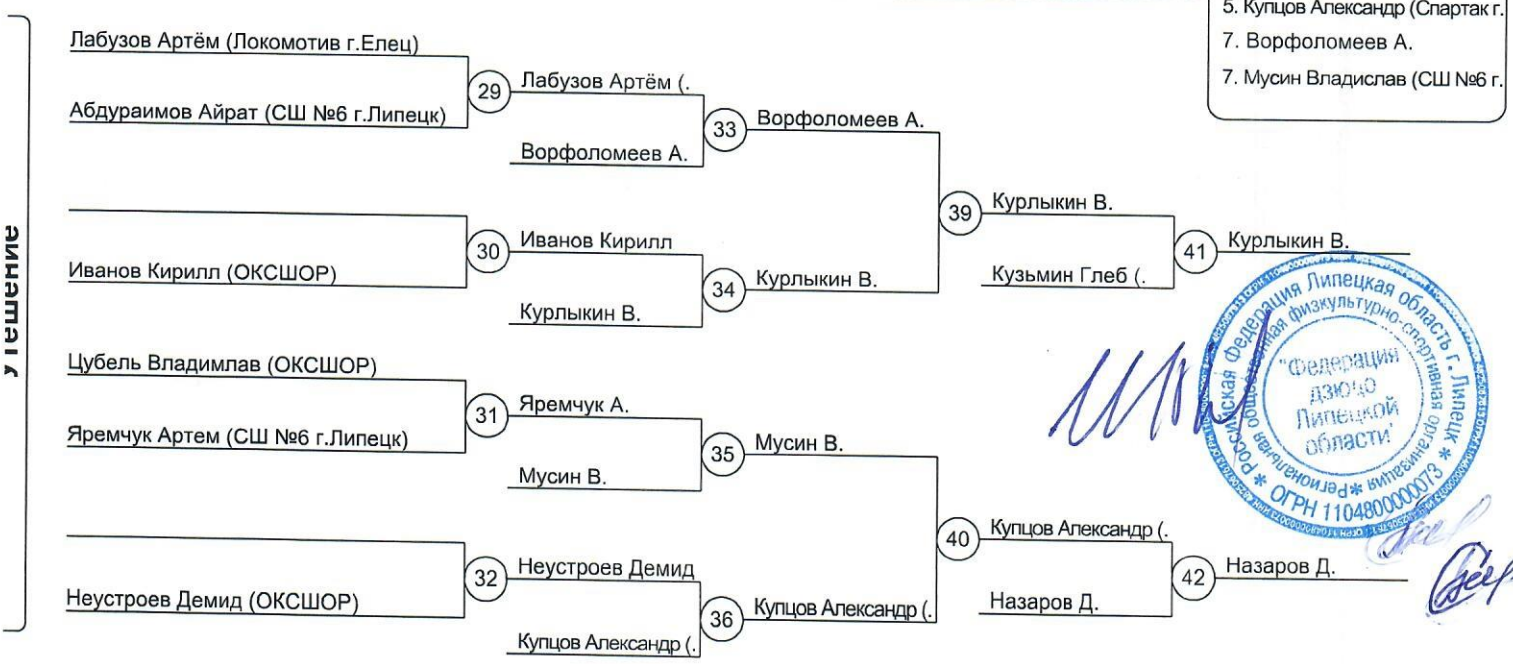 5. Купцов Александр (Спартак г.
7. Ворфоломеев А.
7. Мусин Владислав (СШ №6 г.
Утешение
Лабузов Артём (Локомотив г.Елец)
29
Абдураимов Айрат (СШ №6 г.Липецк)
Лабузов Артём (.
33
Ворфоломеев А.
Ворфоломеев А.
30
Иванов Кирилл (ОКСШОР)
Иванов Кирилл
34
Курлыкин В.
Курлыкин В.
39
Курлыкин В.
41
Кузьмин Глеб (.
Курлыкин В.
Цубель Владимлав (ОКСШОР)
31
Яремчук Артем (СШ №6 г.Липецк)
Яремчук А.
35
Мусин В.
Мусин В.
32
Неустроев Демид (ОКСШОР)
Неустроев Демид
36
Купцов Александр (.
Купцов Александр (.
40
Купцов Александр (.
42
Назаров Д.
Назаров Д.
* Российская Федерация Липецкая область г. Липецк *
ОГРН 1104800000073
*Региональная общественная физкультурно-спортивная организация
"Федерация
дзюдо
Липецкой
области"